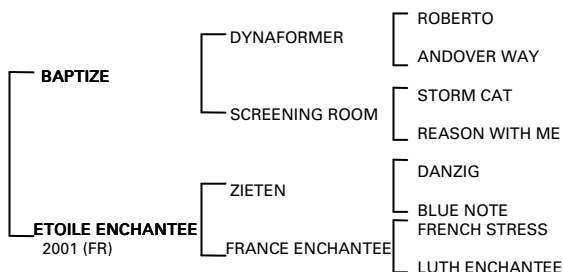 ROBERTO
DYNAFORMER
ANDOVER WAY
BAPTIZE
STORM CAT
SCREENING ROOM
REASON WITH ME
DANZIG
ZIETEN
BLUE NOTE
ETOILE ENCHANTEE
2001 (FR)
FRENCH STRESS
FRANCE ENCHANTEE
LUTH ENCHANTEE